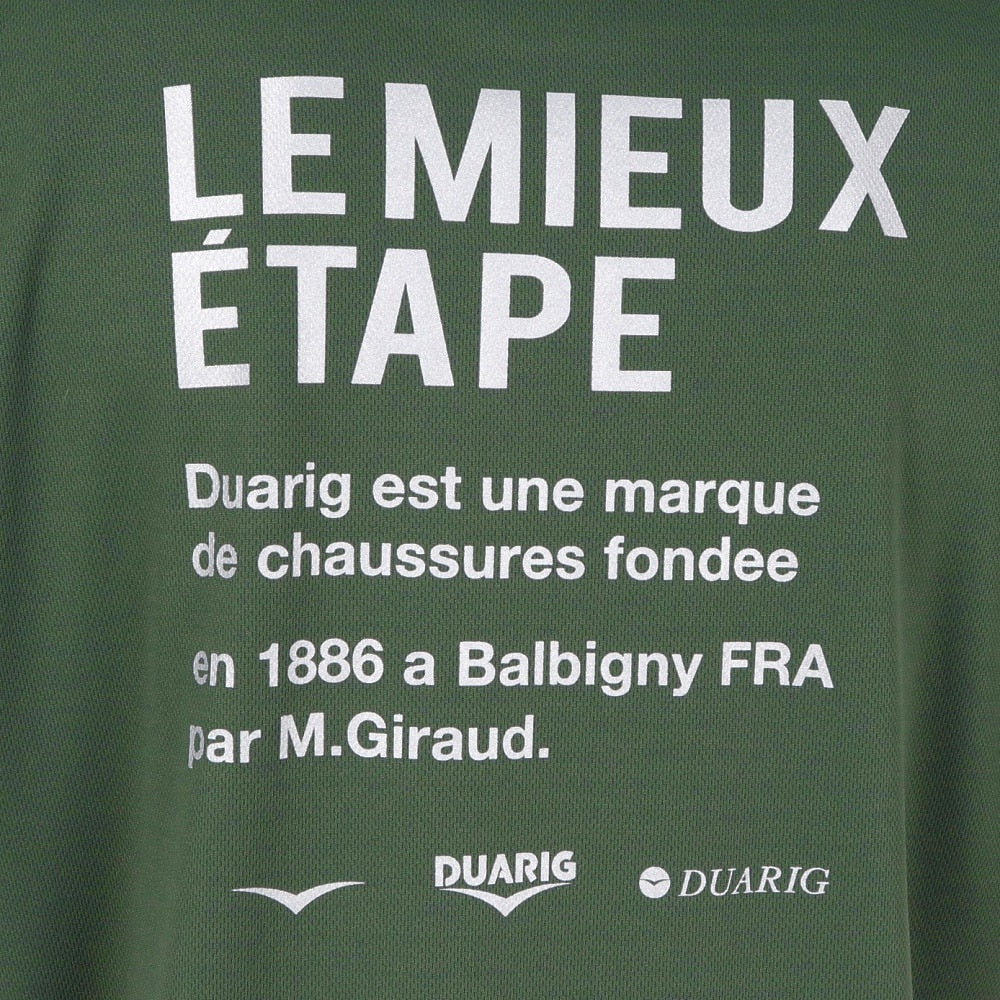 LE MIEUX
ÉTAPE
Duarig est une marque
de chaussures fondee
en 1886 a Balbigny FRA
par M.Giraud.
DUARIG
DUARIG